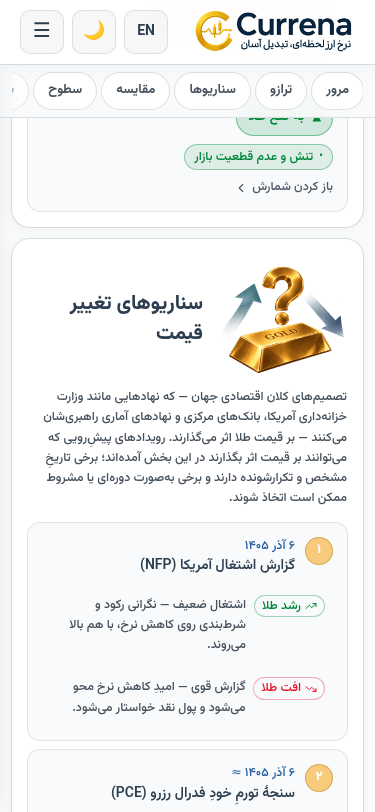 Currena
نرخ ارز لحظه‌ای، تبدیل آسان
EN
مرور
ترازو
سناریوها
مقایسه
سطوح
تنش و عدم قطعیت بازار
باز کردن شمارش
سناریوهای تغییر
قیمت
GOLD
تصمیم‌های کلان اقتصادی جهان — که نهادهایی مانند وزارت
خزانه‌داری آمریکا، بانک‌های مرکزی و نهادهای آماری راهبری‌شان
می‌کنند — بر قیمت طلا اثر می‌گذارند. رویدادهای پیشِ‌رویی که
می‌توانند بر قیمت اثر بگذارند در این بخش آمده‌اند؛ برخی تاریخِ
مشخص و تکرارشونده دارند و برخی به‌صورت دوره‌ای یا مشروط
ممکن است اتخاذ شوند.
۱
۶ آذر ۱۴۰۵
گزارش اشتغال آمریکا (NFP)
رشد طلا
اشتغال ضعیف — نگرانی رکود و
شرط‌بندی روی کاهش نرخ، با هم بالا
می‌روند.
افت طلا
گزارش قوی — امیدِ کاهش نرخ محو
می‌شود و پول نقد خواستار می‌شود.
۲
۶ آذر ۱۴۰۵ ≈
سنجهٔ تورمِ خودِ فدرال رزرو (PCE)